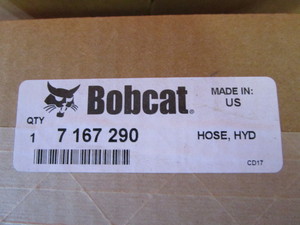 Bobcat
MADE IN:
US
QTY
1 7 167 290 HOSE, HYD
CD17